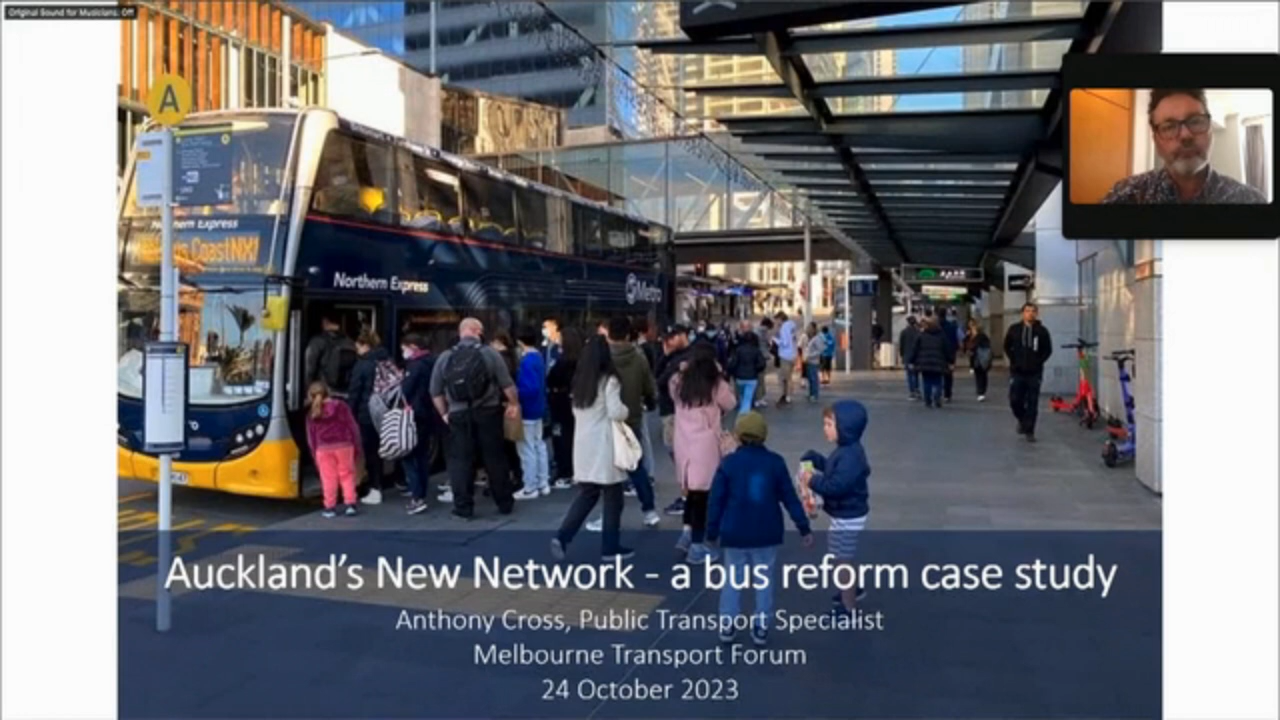 Original Sound for Musicians: Off
A
Northern Express
Northern Express
Metro
Auckland's New Network - a bus reform case study
Anthony Cross, Public Transport Specialist
Melbourne Transport Forum
24 October 2023